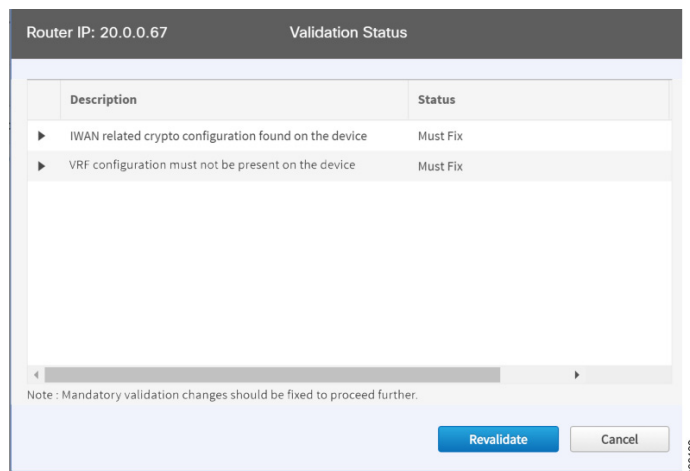 Router IP: 20.0.0.67 Validation Status
Description Status
IWAN related crypto configuration found on the device Must Fix
VRF configuration must not be present on the device Must Fix
Note : Mandatory validation changes should be fixed to proceed further.
Revalidate Cancel